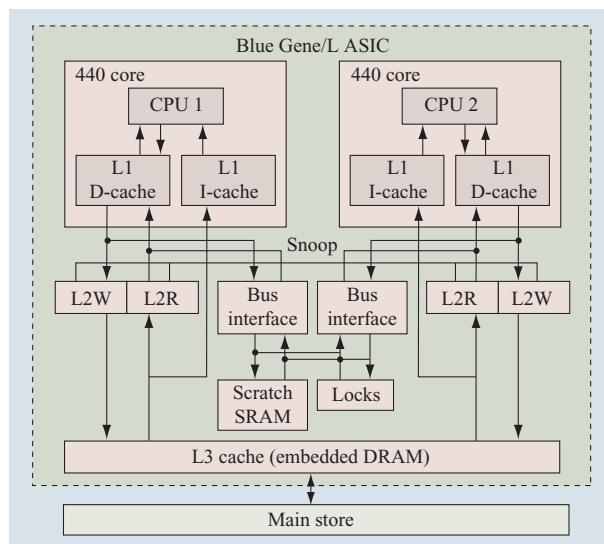 Blue Gene/L ASIC
440 core
CPU 1
L1
D-cache
L1
I-cache
440 core
CPU 2
L1
I-cache
L1
D-cache
Snoop
L2W
L2R
Bus
interface
Bus
interface
L2R
L2W
Scratch
SRAM
Locks
L3 cache (embedded DRAM)
Main store